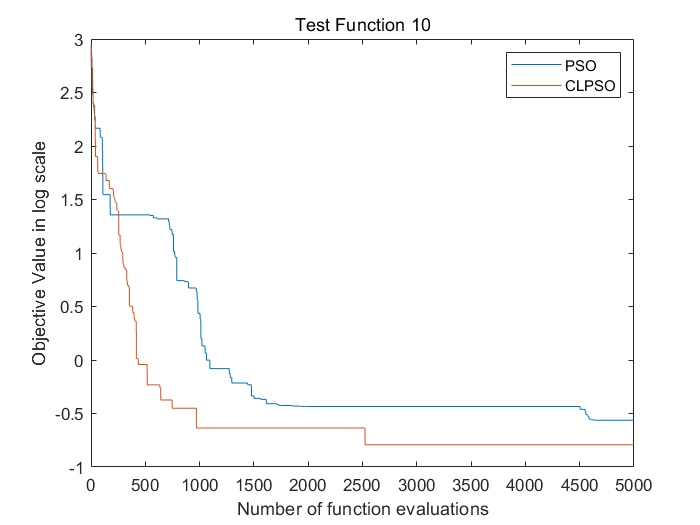 Test Function 10
PSO
CLPSO
Objective Value in log scale
3
2.5
2
1.5
1
0.5
0
-0.5
-1
0 500 1000 1500 2000 2500 3000 3500 4000 4500 5000
Number of function evaluations